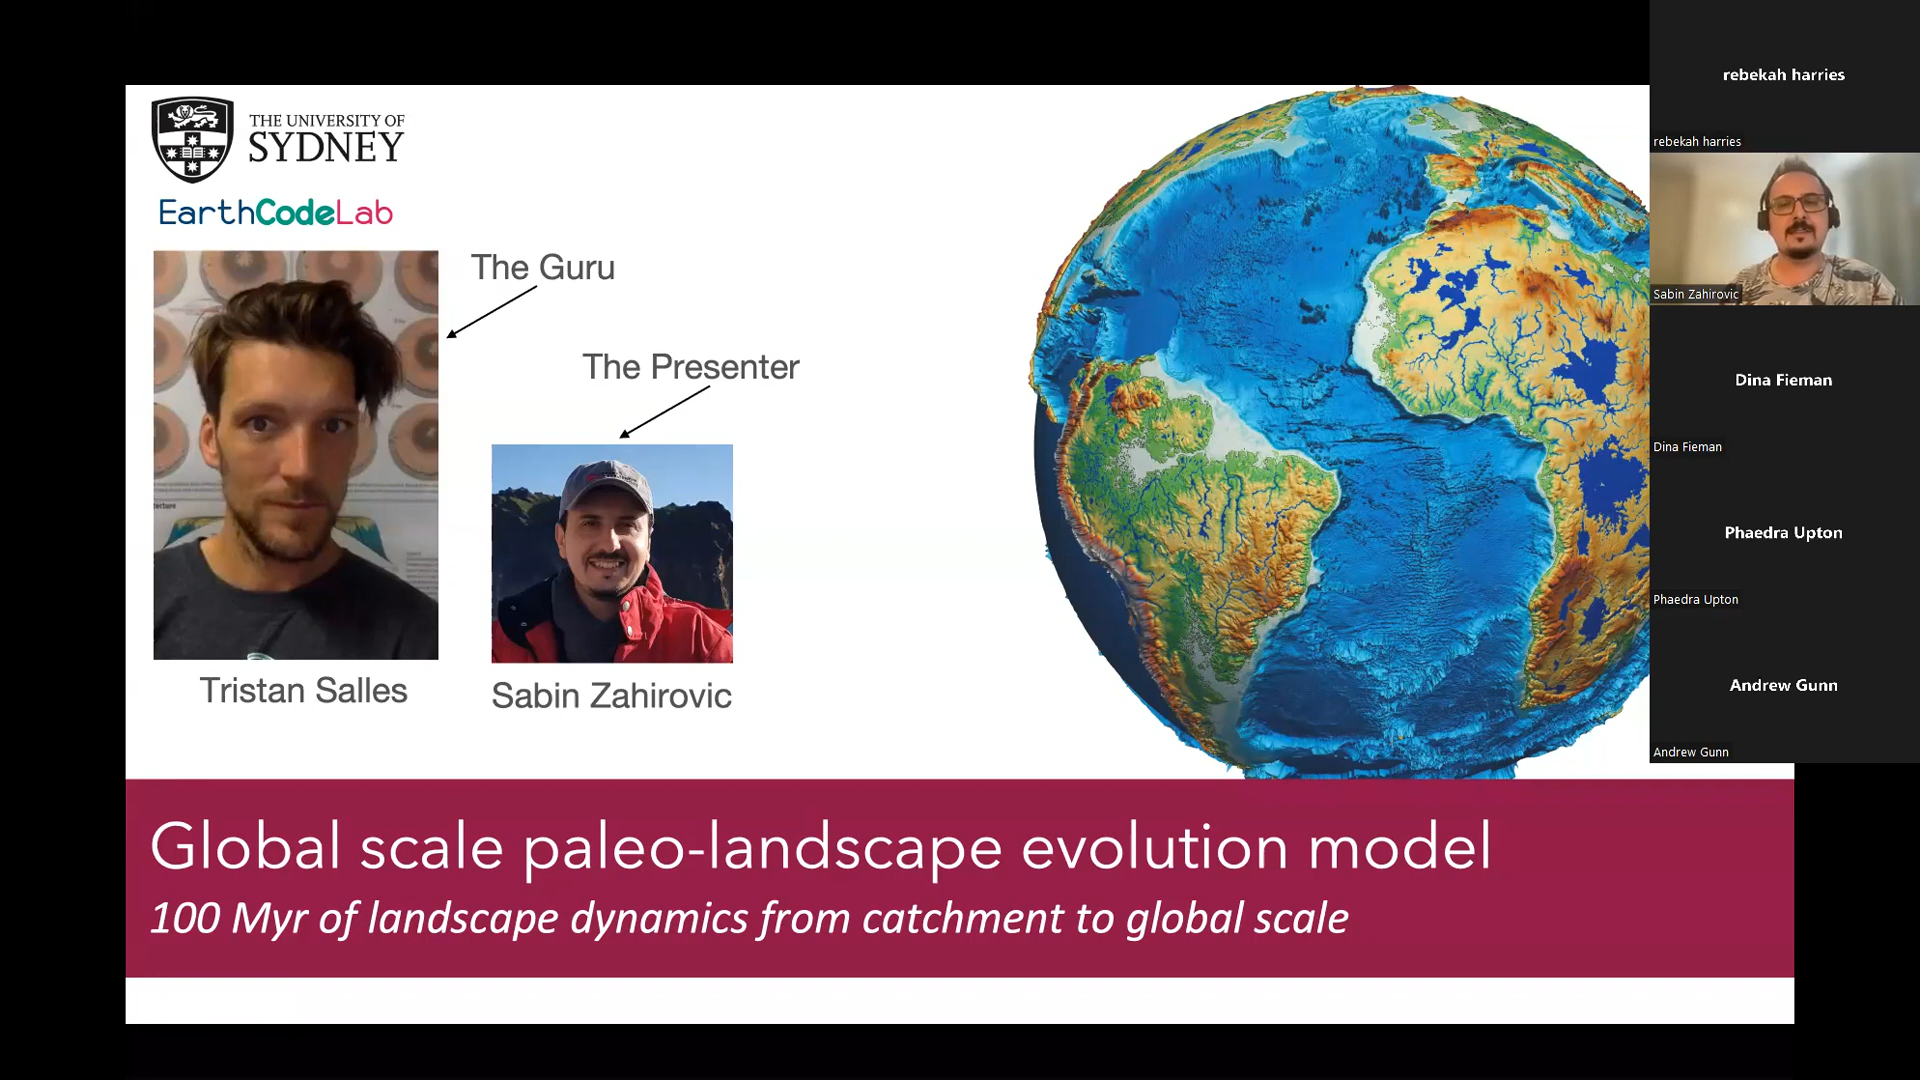 THE UNIVERSITY OF
SYDNEY
EarthCodeLab
The Guru
The Presenter
Tristan Salles
Sabin Zahirovic
Global scale paleo-landscape evolution model
100 Myr of landscape dynamics from catchment to global scale
rebekah harries
rebekah harries
Sabin Zahirovic
Dina Fieman
Dina Fieman
Phaedra Upton
Phaedra Upton
Andrew Gunn
Andrew Gunn